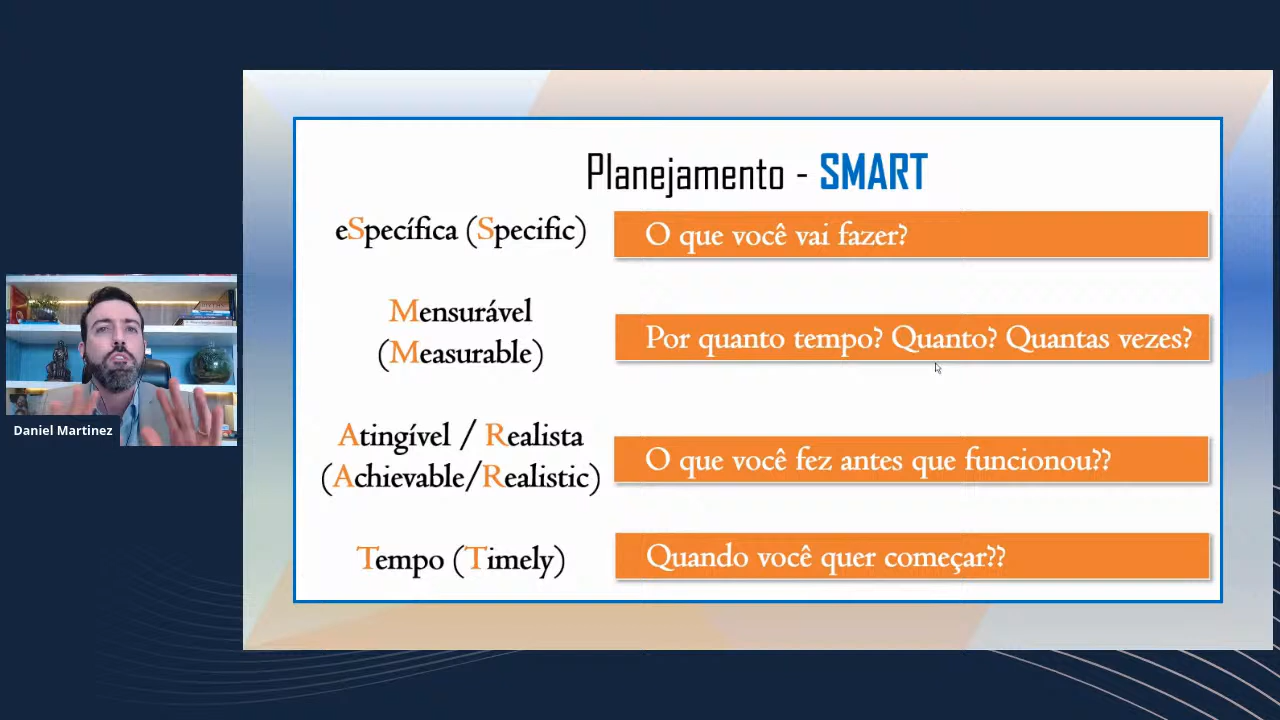 Planejamento - SMART
eSpecífica (Specific)
O que você vai fazer?
Mensurável
(Measurable)
Por quanto tempo? Quanto? Quantas vezes?
Atingível / Realista
(Achievable/Realistic)
O que você fez antes que funcionou??
Tempo (Timely)
Quando você quer começar??
Daniel Martinez